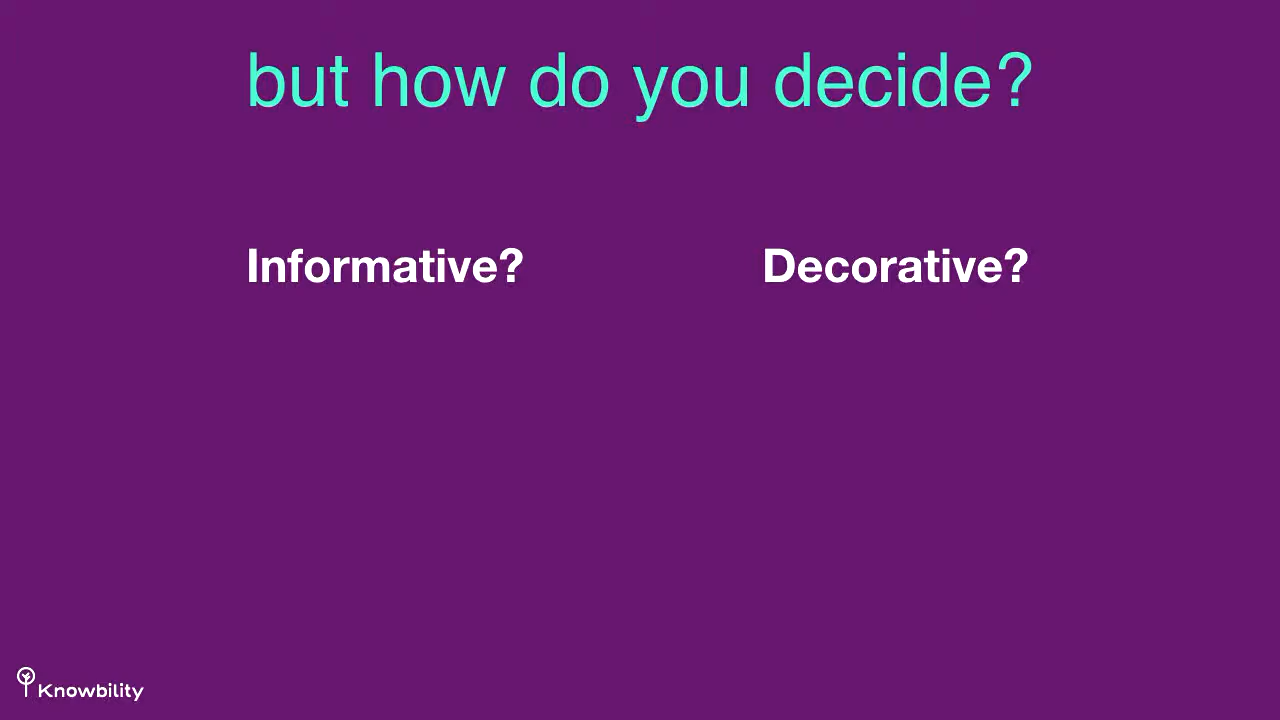 but how do you decide?
Informative?
Decorative?
Knowbility